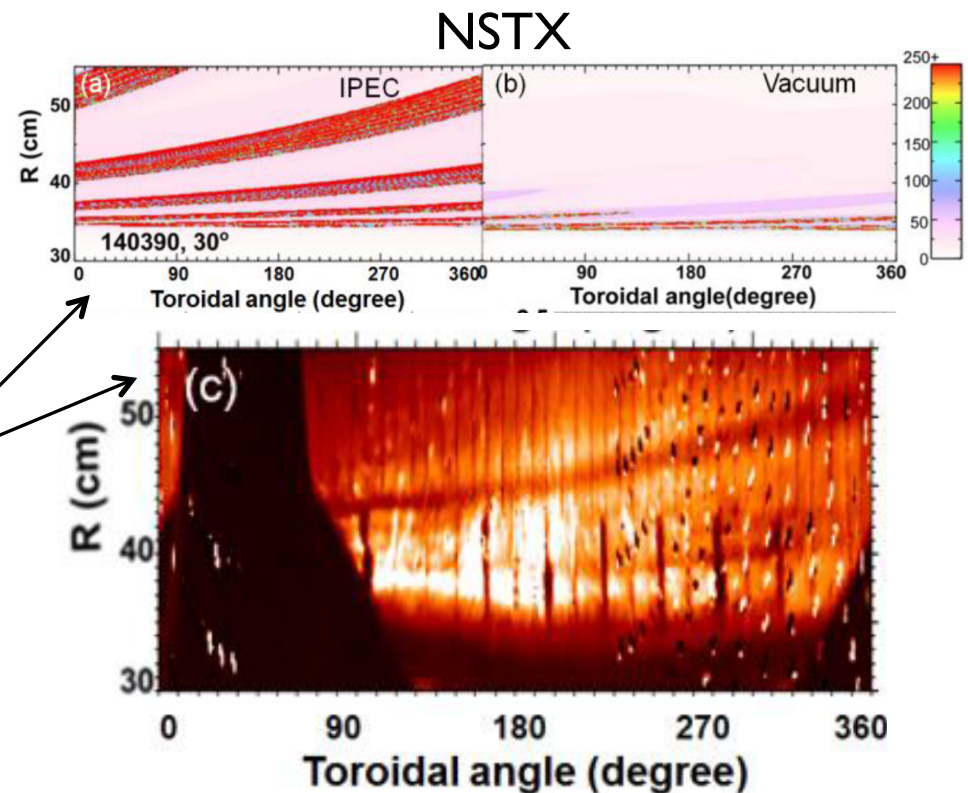 NSTX
(a) IPEC
(b) Vacuum
250+
200
150
100
50
0
R (cm)
50
40
30
140390, 30º
0 90 180 270 360
0 90 180 270 360
Toroidal angle (degree)
Toroidal angle(degree)
(c)
R (cm)
50
40
30
0 90 180 270 360
Toroidal angle (degree)